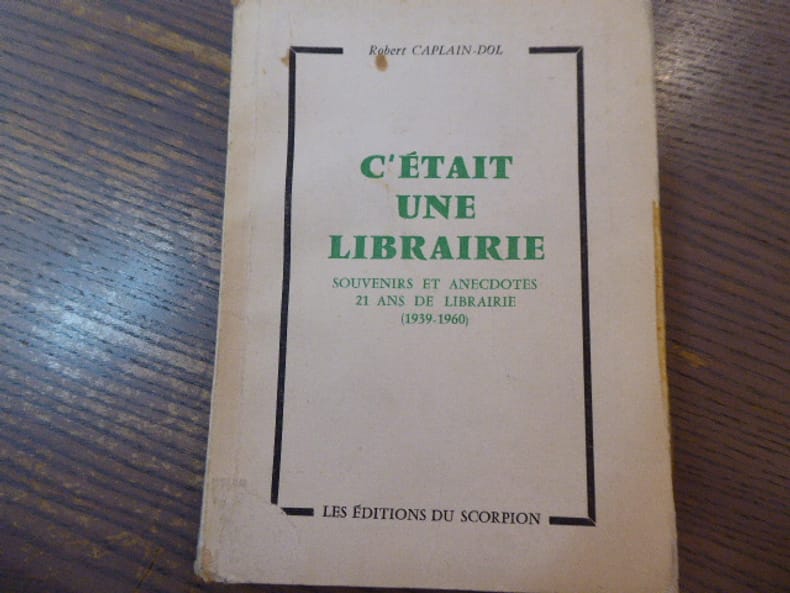 Robert CAPLAIN-DOL
C'ÉTAIT
UNE
LIBRAIRIE
SOUVENIRS ET ANECDOTES
21 ANS DE LIBRAIRIE
(1939-1960)
LES ÉDITIONS DU SCORPION